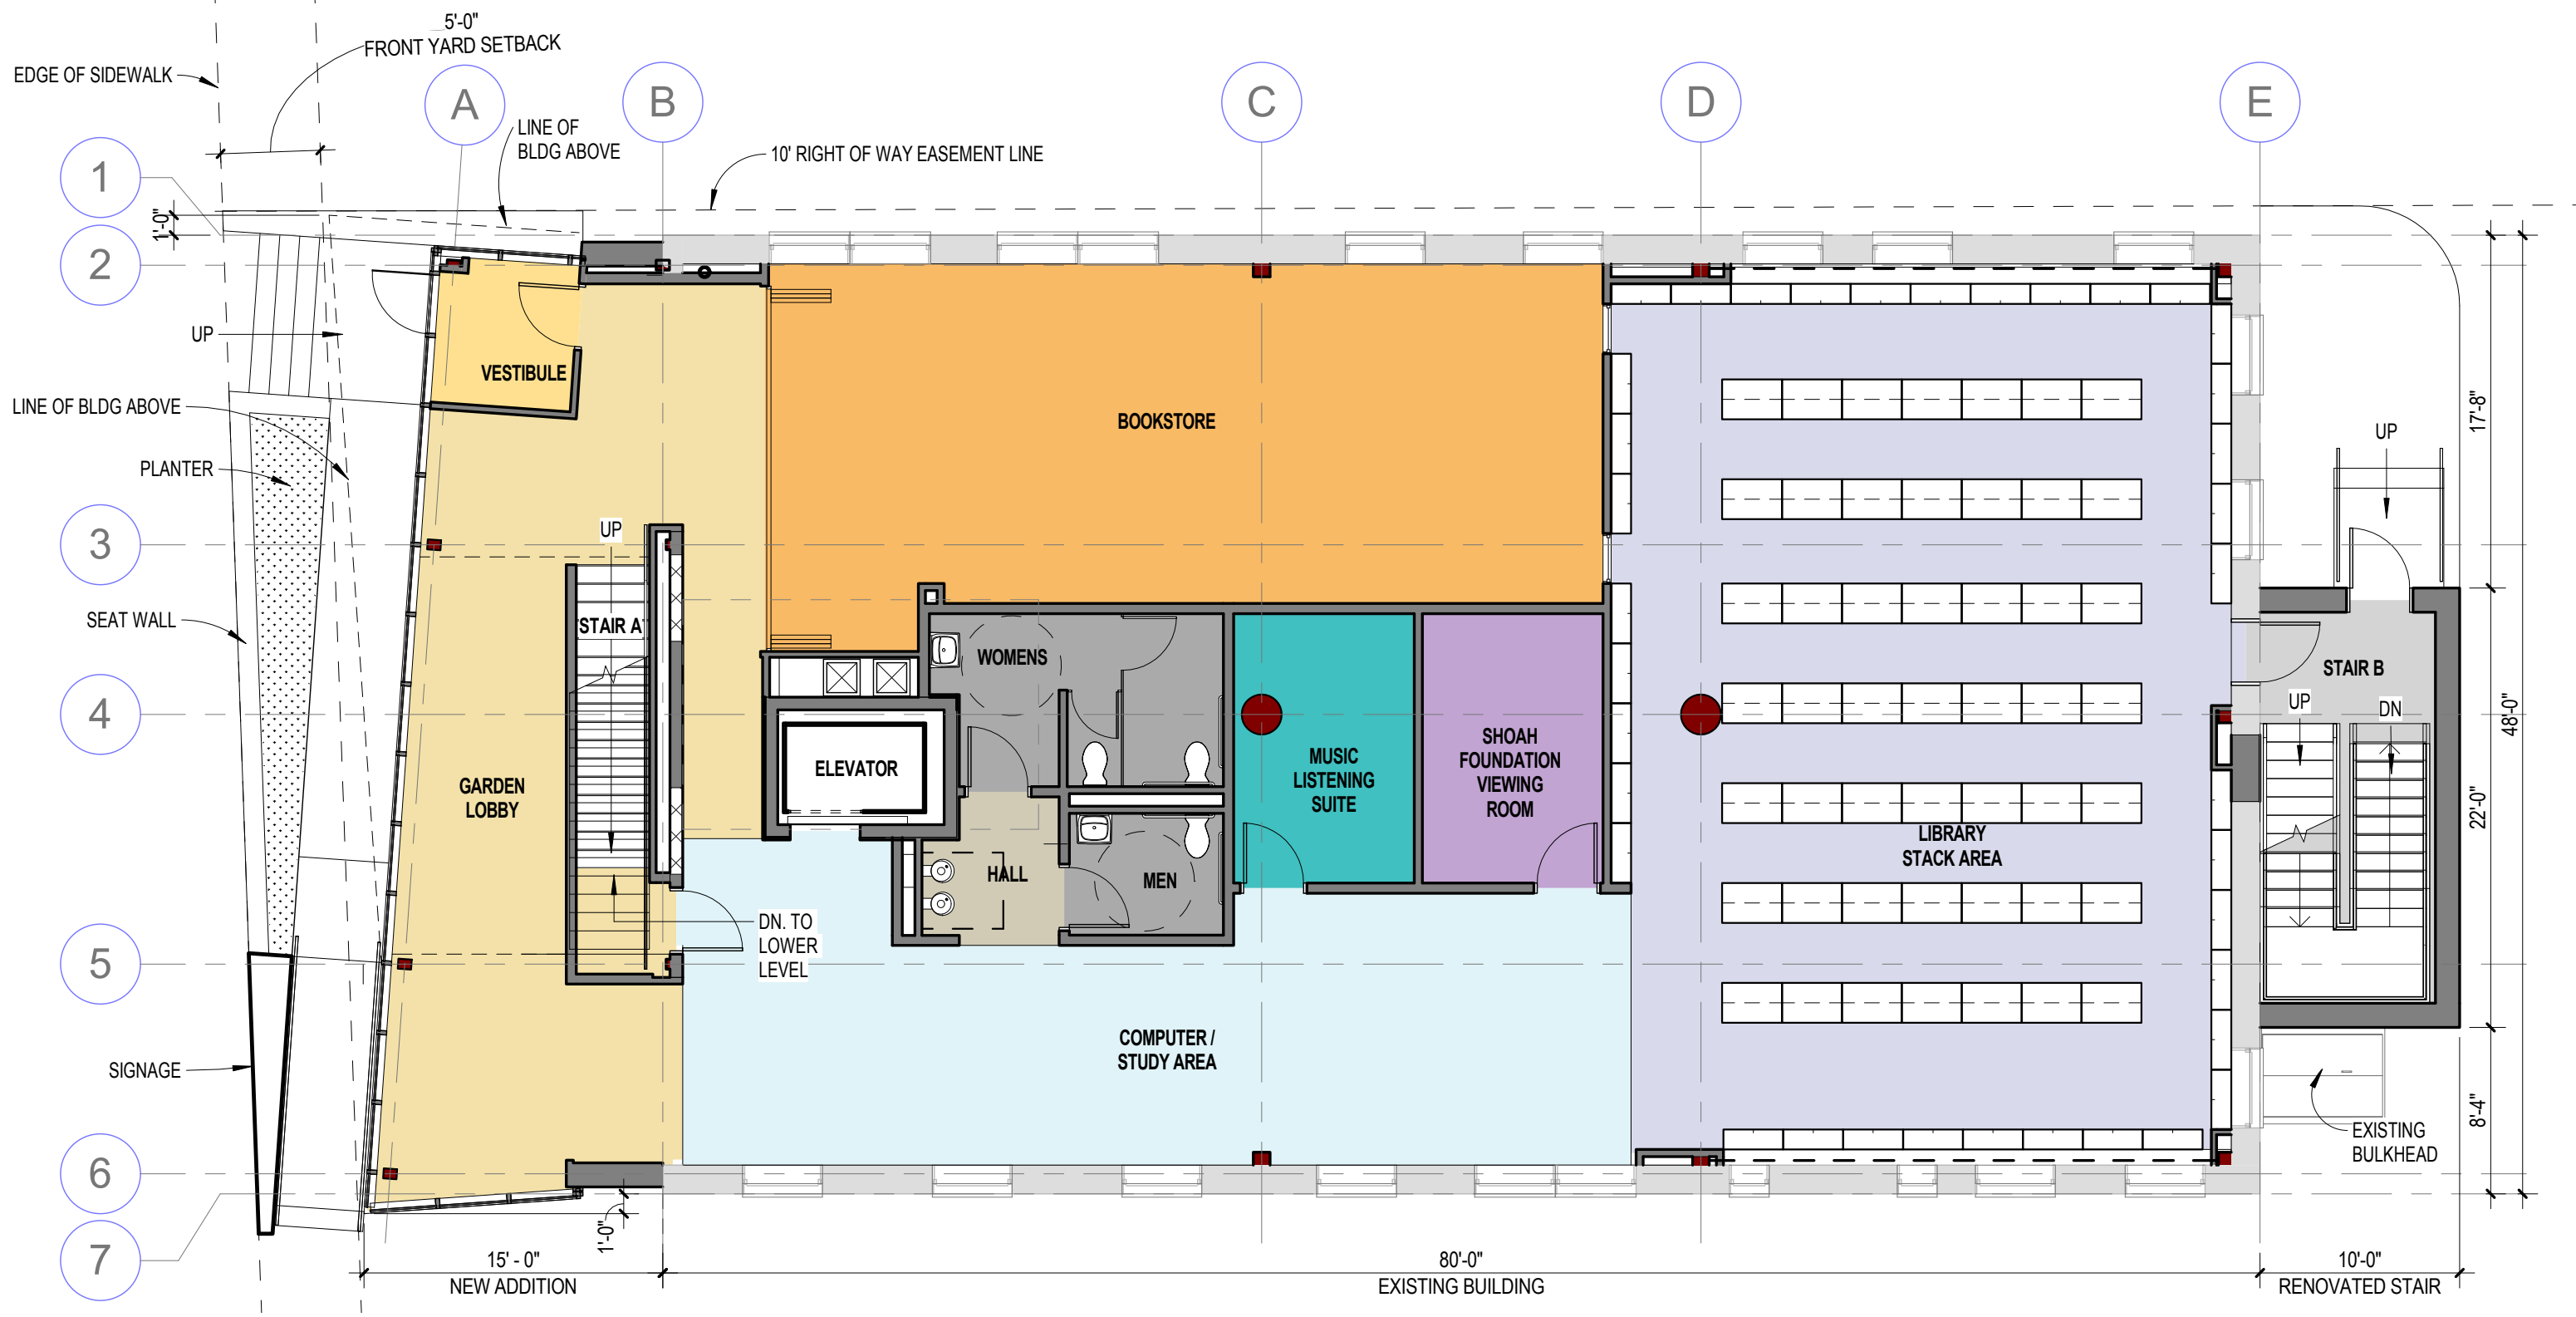 5'-0"
FRONT YARD SETBACK
EDGE OF SIDEWALK
A
B
C
D
E
LINE OF
BLDG ABOVE
10' RIGHT OF WAY EASEMENT LINE
1
1'-0"
2
UP
VESTIBULE
LINE OF BLDG ABOVE
BOOKSTORE
17'-8"
UP
PLANTER
3
UP
SEAT WALL
STAIR A
WOMENS
STAIR B
4
UP
DN
48'-0"
GARDEN
LOBBY
ELEVATOR
MUSIC
LISTENING
SUITE
SHOAH
FOUNDATION
VIEWING
ROOM
22'-0"
LIBRARY
STACK AREA
HALL
MEN
DN. TO
LOWER
LEVEL
5
COMPUTER /
STUDY AREA
SIGNAGE
8'-4"
EXISTING
BULKHEAD
6
1'-0"
7
15' - 0"
NEW ADDITION
80'-0"
EXISTING BUILDING
10'-0"
RENOVATED STAIR